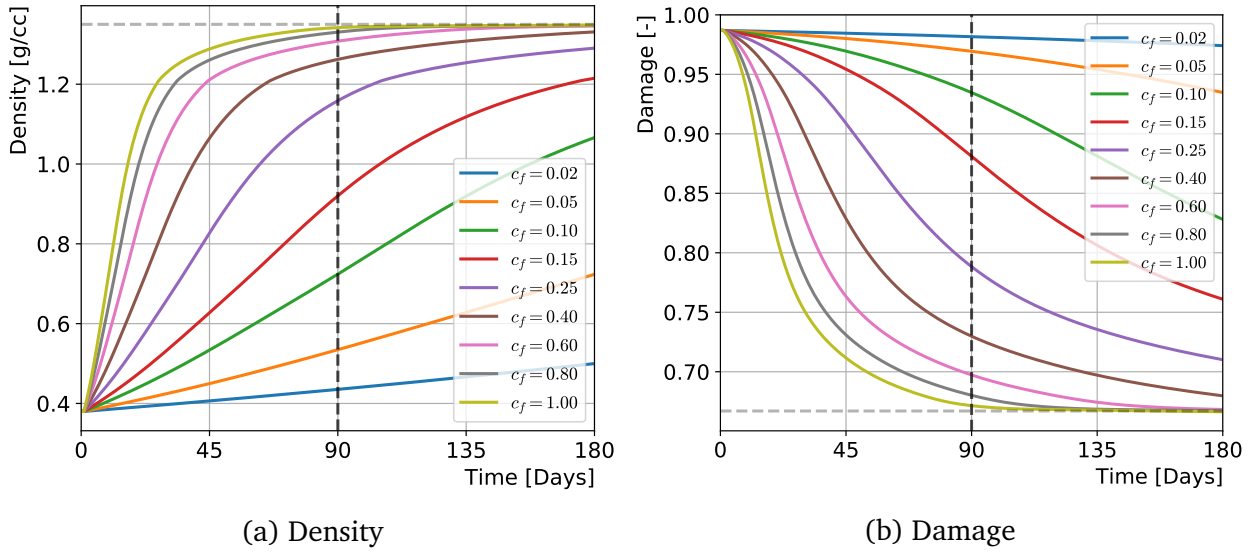 Density [g/cc]
1.2
1.0
0.8
0.6
0.4
0
45
90
135
180
Time [Days]
c_f = 0.02
c_f = 0.05
c_f = 0.10
c_f = 0.15
c_f = 0.25
c_f = 0.40
c_f = 0.60
c_f = 0.80
c_f = 1.00
(a) Density
Damage [-]
1.00
0.95
0.90
0.85
0.80
0.75
0.70
0
45
90
135
180
Time [Days]
c_f = 0.02
c_f = 0.05
c_f = 0.10
c_f = 0.15
c_f = 0.25
c_f = 0.40
c_f = 0.60
c_f = 0.80
c_f = 1.00
(b) Damage